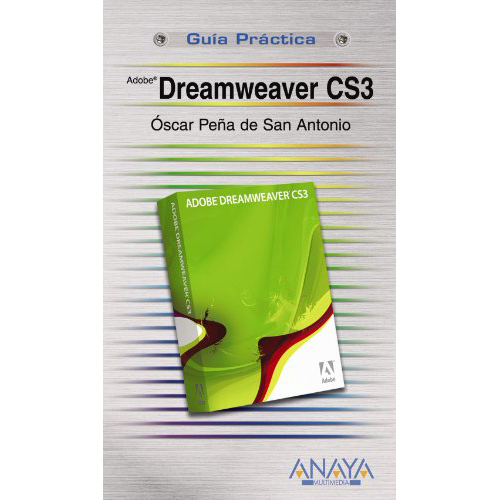 Guía Práctica
Adobe® Dreamweaver CS3
Óscar Peña de San Antonio
ADOBE DREAMWEAVER CS3
ADOBE DREAMWEAVER CS3
Adobe
ANAYA
MULTIMEDIA